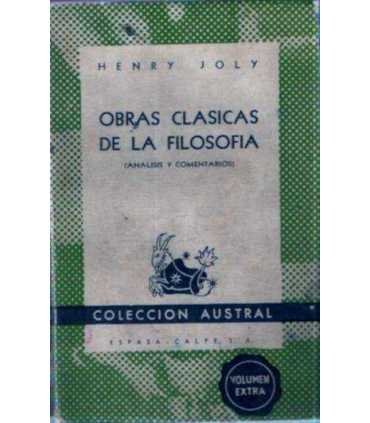 HENRY JOLY
OBRAS CLASICAS
DE LA FILOSOFIA
(ANALISIS Y COMENTARIOS)
COLECCION AUSTRAL
ESPASA-CALPE, S. A.
VOLUMEN
EXTRA